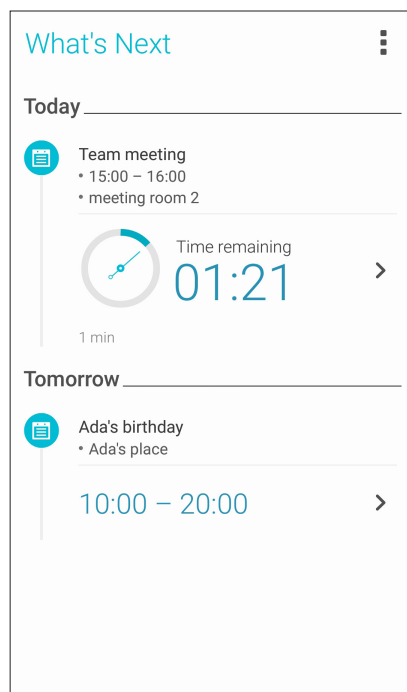 What's Next
Today
Team meeting
• 15:00 – 16:00
• meeting room 2
Time remaining
01:21
1 min
Tomorrow
Ada's birthday
• Ada's place
10:00 – 20:00